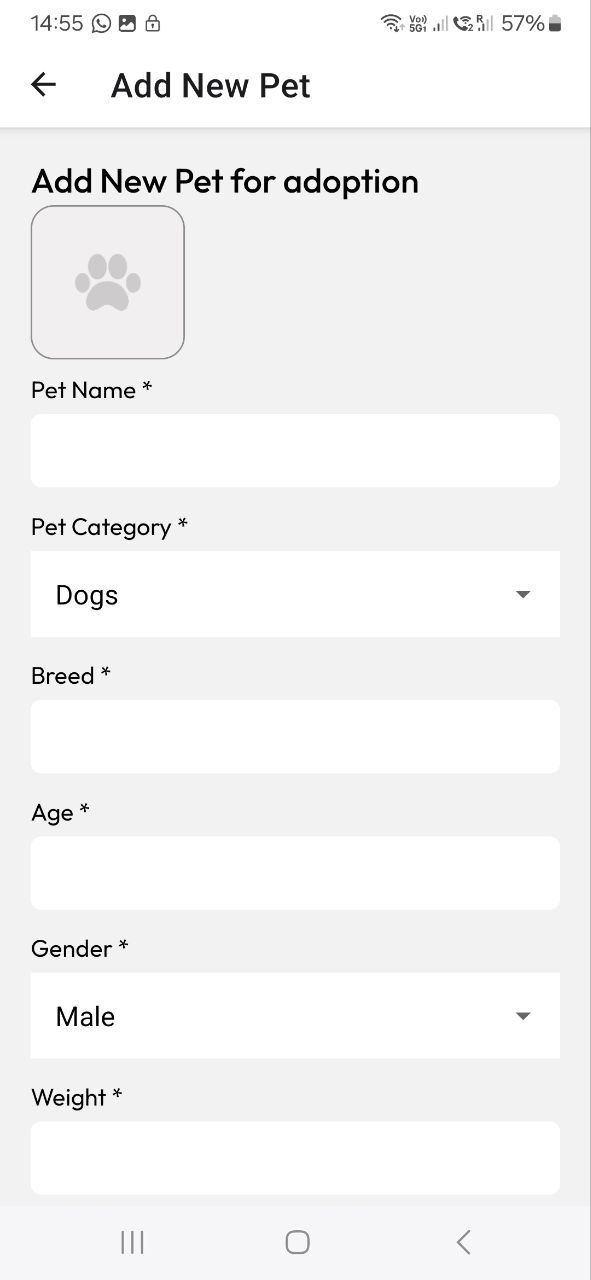 14:55 Vo)) 5G1 2 R 57%
Add New Pet
Add New Pet for adoption
Pet Name *
Pet Category *
Dogs
Breed *
Age *
Gender *
Male
Weight *